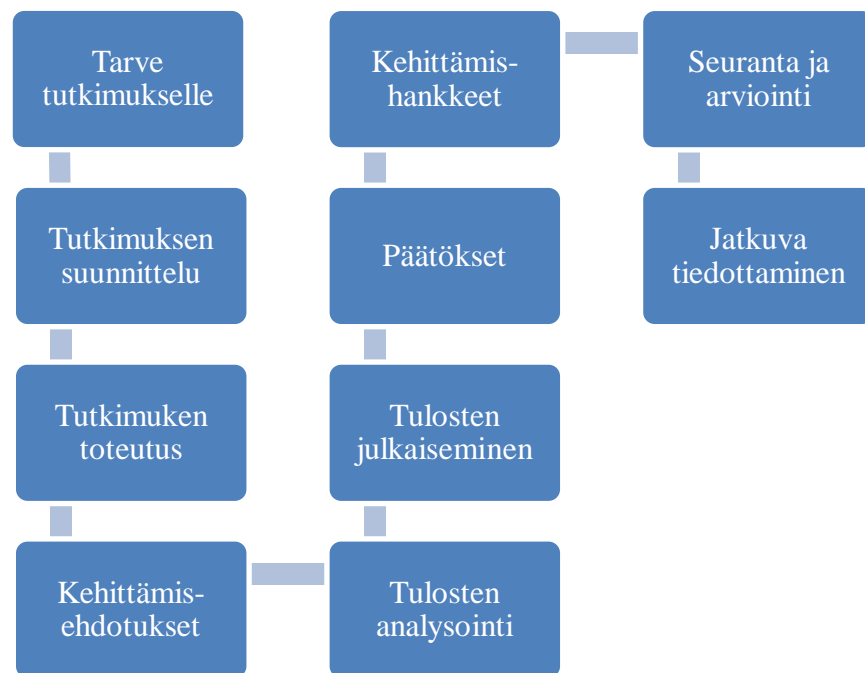 Tarve
tutkimukselle
Tutkimuksen
suunnittelu
Tutkimuken
toteutus
Kehittämis-
ehdotukset
Tulosten
analysointi
Tulosten
julkaiseminen
Päätökset
Kehittämis-
hankkeet
Seuranta ja
arviointi
Jatkuva
tiedottaminen